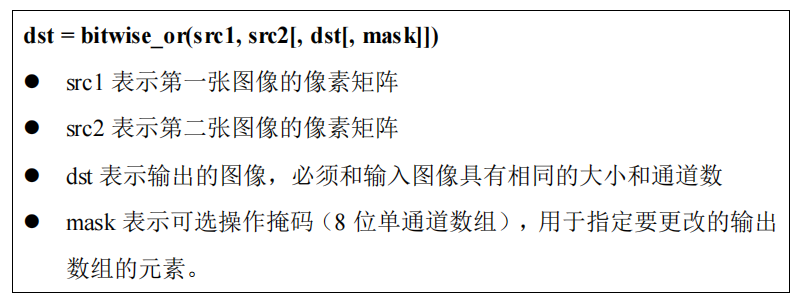 dst = bitwise_or(src1, src2[, dst[, mask]])
● src1 表示第一张图像的像素矩阵
● src2 表示第二张图像的像素矩阵
● dst 表示输出的图像，必须和输入图像具有相同的大小和通道数
● mask 表示可选操作掩码（8 位单通道数组），用于指定要更改的输出
数组的元素。